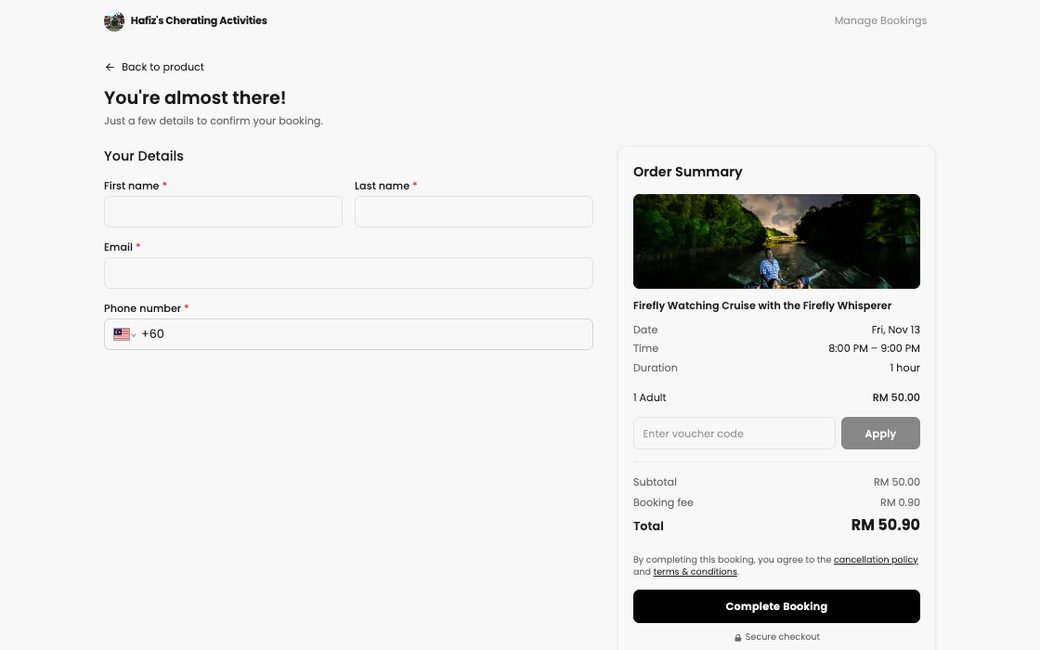 Hafiz's Cherating Activities
Manage Bookings
Back to product
You're almost there!
Just a few details to confirm your booking.
Your Details
First name *
Last name *
Email *
Phone number *
+60
Order Summary
Firefly Watching Cruise with the Firefly Whisperer
Date Fri, Nov 13
Time 8:00 PM – 9:00 PM
Duration 1 hour
1 Adult RM 50.00
Enter voucher code Apply
Subtotal RM 50.00
Booking fee RM 0.90
Total RM 50.90
By completing this booking, you agree to the cancellation policy
and terms & conditions.
Complete Booking
Secure checkout